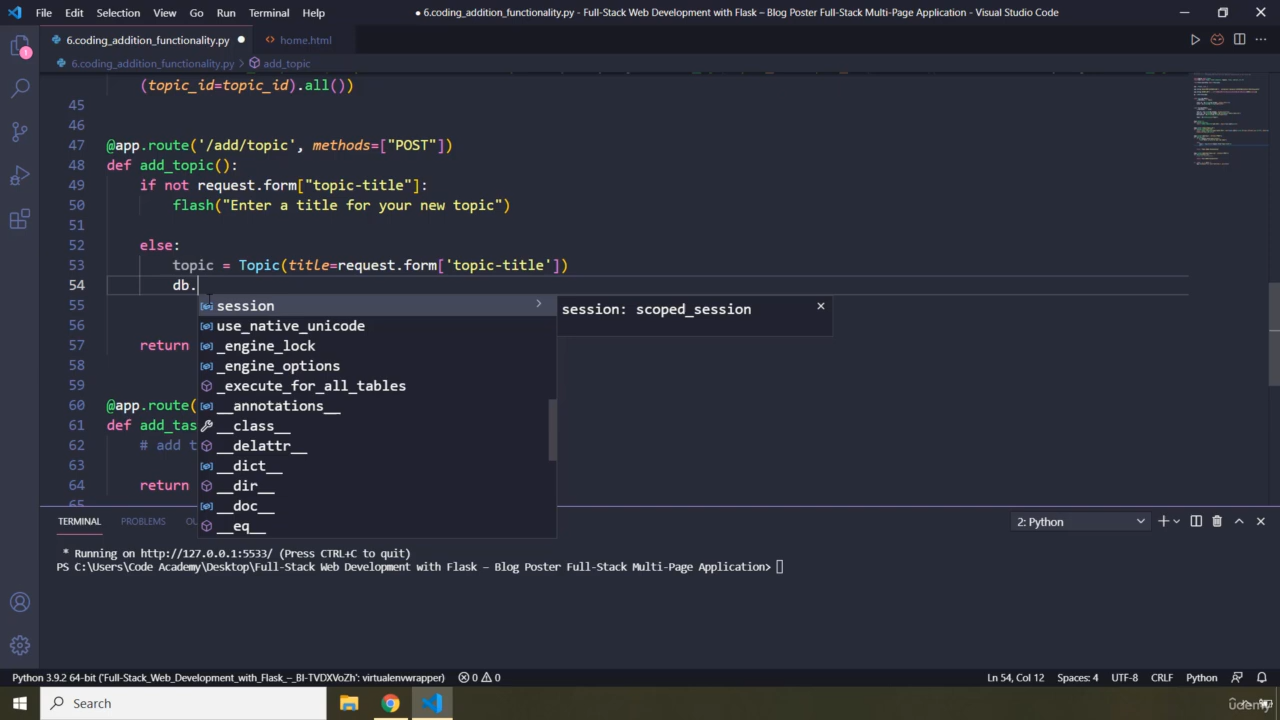 File Edit Selection View Go Run Terminal Help
● 6.coding_addition_functionality.py - Full-Stack Web Development with Flask – Blog Poster Full-Stack Multi-Page Application - Visual Studio Code
6.coding_addition_functionality.py ● home.html
6.coding_addition_functionality.py > add_topic
1
(topic_id=topic_id).all())
45
46
47 @app.route('/add/topic', methods=["POST"])
48 def add_topic():
49 if not request.form["topic-title"]:
50 flash("Enter a title for your new topic")
51
52 else:
53 topic = Topic(title=request.form['topic-title'])
54 db.
55 session
session: scoped_session
56 use_native_unicode
57 return _engine_lock
58 _engine_options
59 _execute_for_all_tables
60 @app.route( __annotations__
61 def add_tas __class__
62 # add t __delattr__
63 __dict__
64 return __dir__
65 __doc__
__eq__
TERMINAL PROBLEMS OU
2: Python
* Running on http://127.0.0.1:5533/ (Press CTRL+C to quit)
PS C:\Users\Code Academy\Desktop\Full-Stack Web Development with Flask – Blog Poster Full-Stack Multi-Page Application>
Python 3.9.2 64-bit ('Full-Stack_Web_Development_with_Flask_–_Bl-TVDXVoZh': virtualenvwrapper) 0 0 Ln 54, Col 12 Spaces: 4 UTF-8 CRLF Python
Search
udemy